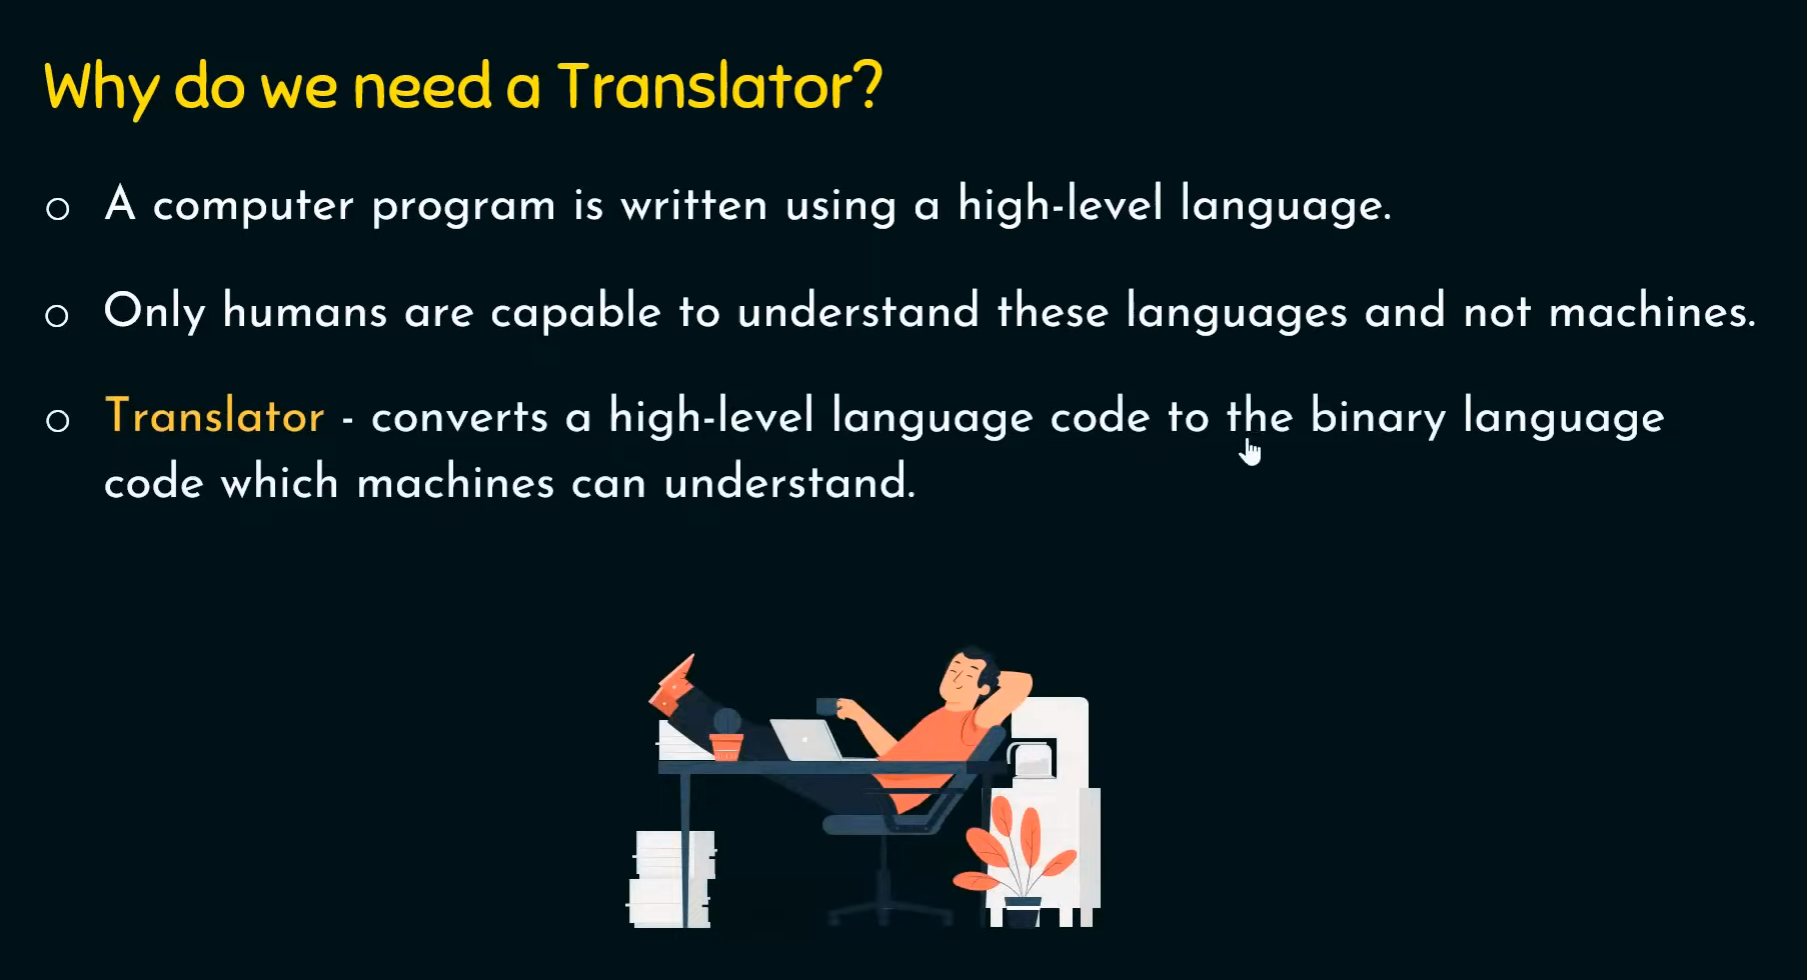 Why do we need a Translator?
A computer program is written using a high-level language.
Only humans are capable to understand these languages and not machines.
Translator - converts a high-level language code to the binary language
code which machines can understand.